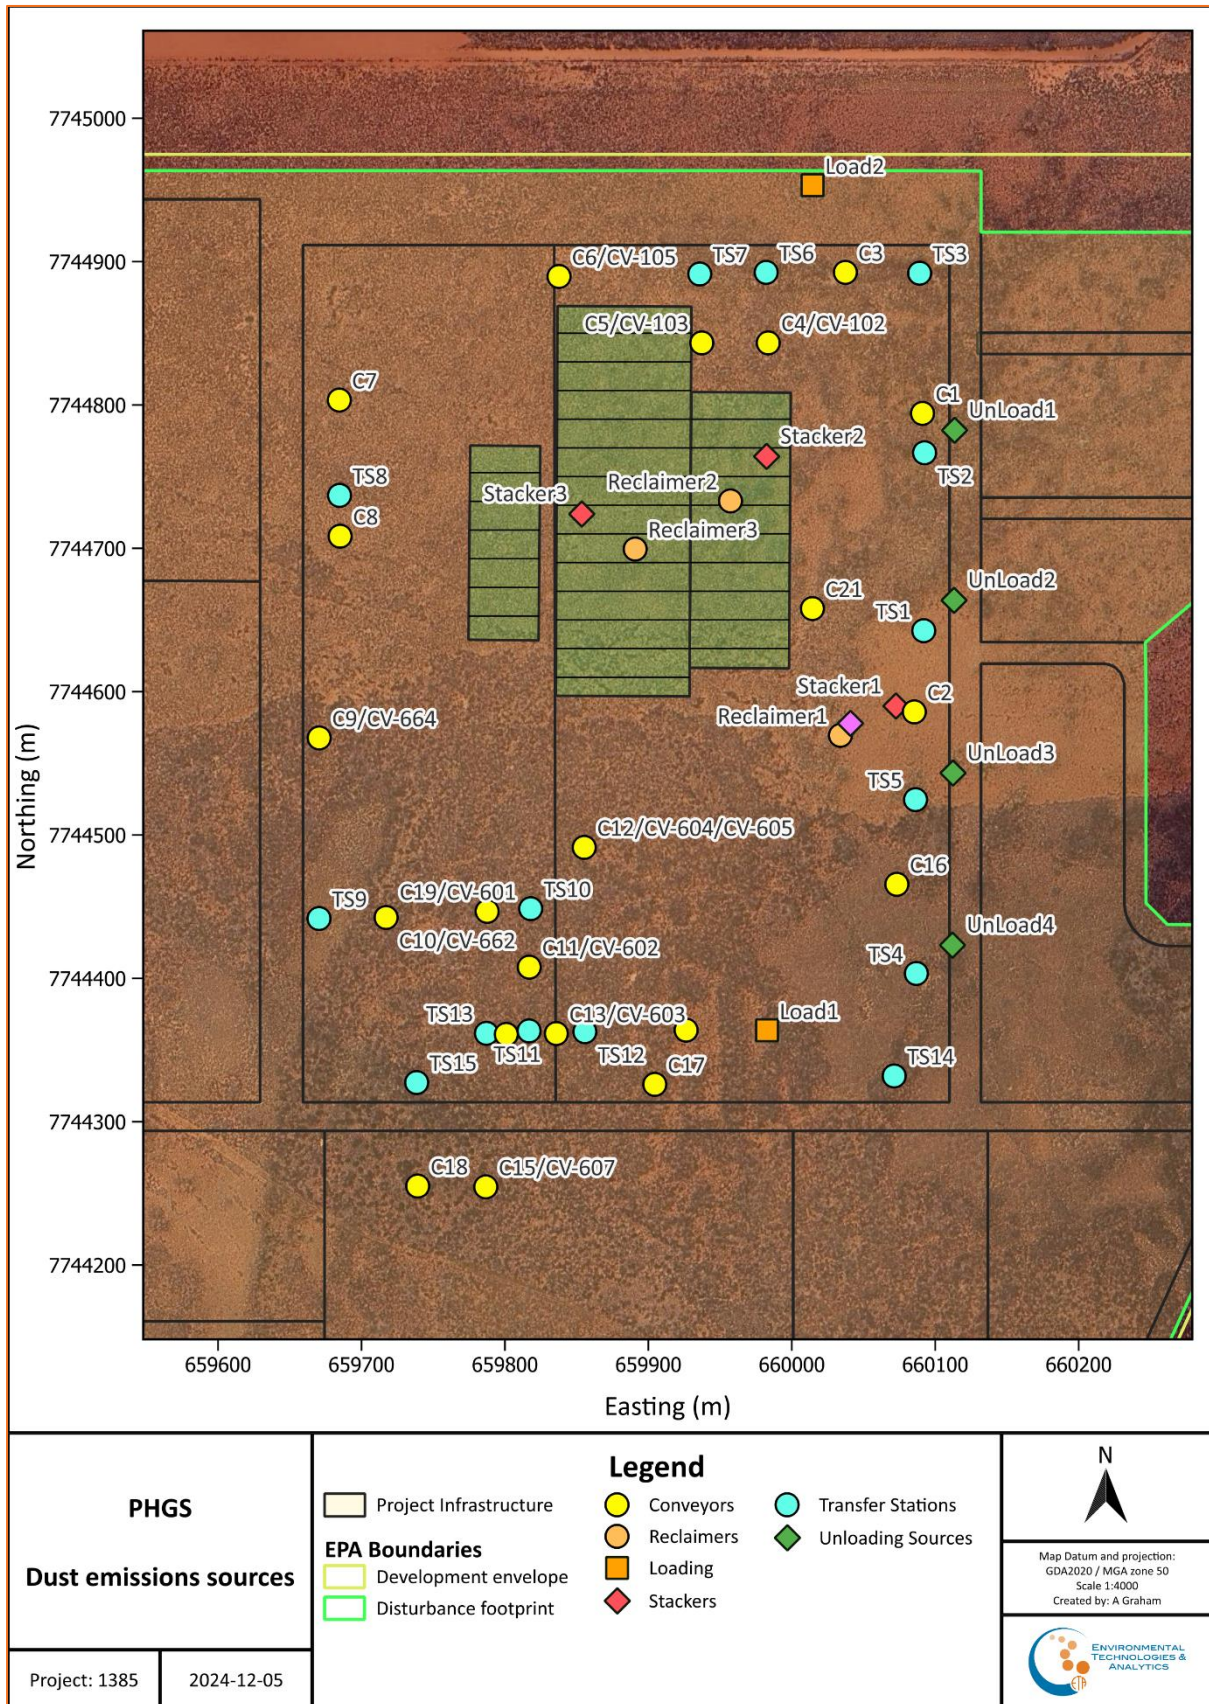 7745000
Load2
7744900
C6/CV-105
TS7
TS6
C3
TS3
C5/CV-103
C4/CV-102
7744800
C7
C1
UnLoad1
Stacker2
TS2
TS8
Stacker3
Reclaimer2
7744700
C8
Reclaimer3
UnLoad2
C21
TS1
7744600
Stacker1
C2
C9/CV-664
Reclaimer1
UnLoad3
TS5
Northing (m)
7744500
C12/CV-604/CV-605
C16
TS9
C19/CV-601
TS10
C10/CV-662
C11/CV-602
UnLoad4
TS4
7744400
TS13
C13/CV-603
Load1
TS11
TS12
TS15
C17
TS14
7744300
C18
C15/CV-607
7744200
659600
659700
659800
659900
660000
660100
660200
Easting (m)
PHGS
Dust emissions sources
Project: 1385
2024-12-05
Legend
Project Infrastructure
EPA Boundaries
Development envelope
Disturbance footprint
Conveyors
Reclaimers
Loading
Stackers
Transfer Stations
Unloading Sources
N
Map Datum and projection:
GDA2020 / MGA zone 50
Scale 1:4000
Created by: A Graham
ETA
ENVIRONMENTAL
TECHNOLOGIES &
ANALYTICS